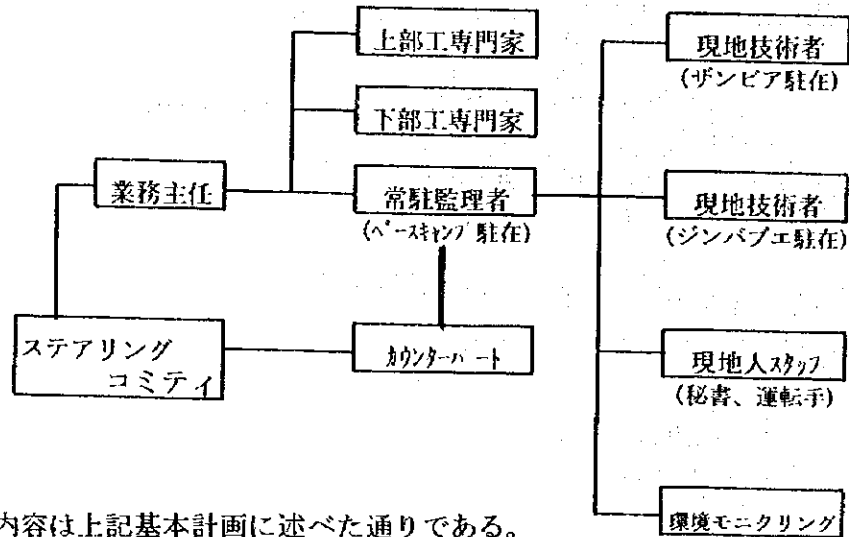 上部工専門家
現地技術者
(ザンビア駐在)
下部工専門家
業務主任
常駐監理者
(ベースキャンプ駐在)
現地技術者
(ジンバブエ駐在)
ステアリング
コミティ
カウンターパート
現地人スタッフ
(秘書、運転手)
環境モニタリング
内容は上記基本計画に述べた通りである。